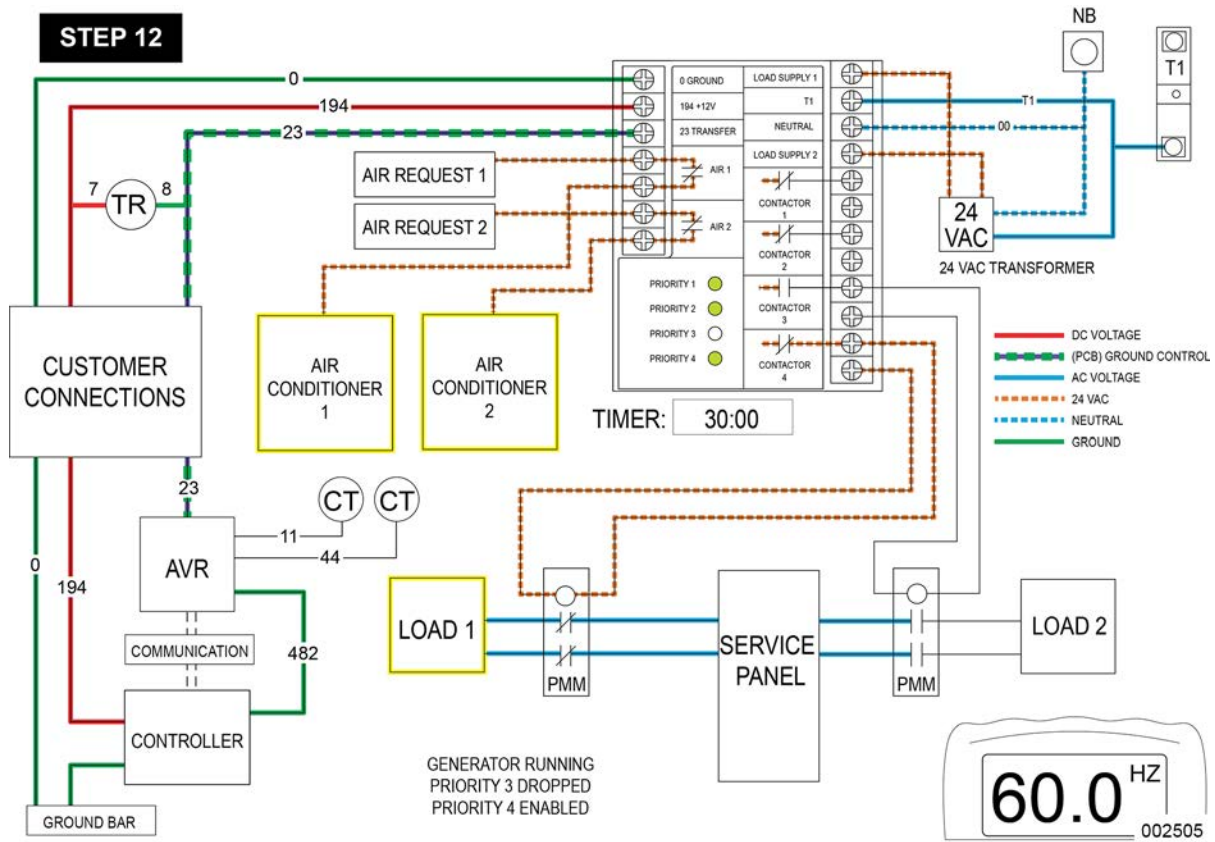 STEP 12
0
194
23
7
TR
8
AIR REQUEST 1
AIR REQUEST 2
0 GROUND
194 +12V
23 TRANSFER
AIR 1
AIR 2
LOAD SUPPLY 1
T1
NEUTRAL
LOAD SUPPLY 2
CONTACTOR
1
CONTACTOR
2
CONTACTOR
3
CONTACTOR
4
PRIORITY 1
PRIORITY 2
PRIORITY 3
PRIORITY 4
NB
T1
T1
00
24
VAC
24 VAC TRANSFORMER
DC VOLTAGE
(PCB) GROUND CONTROL
AC VOLTAGE
24 VAC
NEUTRAL
GROUND
CUSTOMER
CONNECTIONS
AIR
CONDITIONER
1
AIR
CONDITIONER
2
TIMER: 30:00
23
CT
CT
11
44
0
194
AVR
COMMUNICATION
482
CONTROLLER
GROUND BAR
LOAD 1
PMM
SERVICE
PANEL
PMM
LOAD 2
GENERATOR RUNNING
PRIORITY 3 DROPPED
PRIORITY 4 ENABLED
60.0 HZ
002505